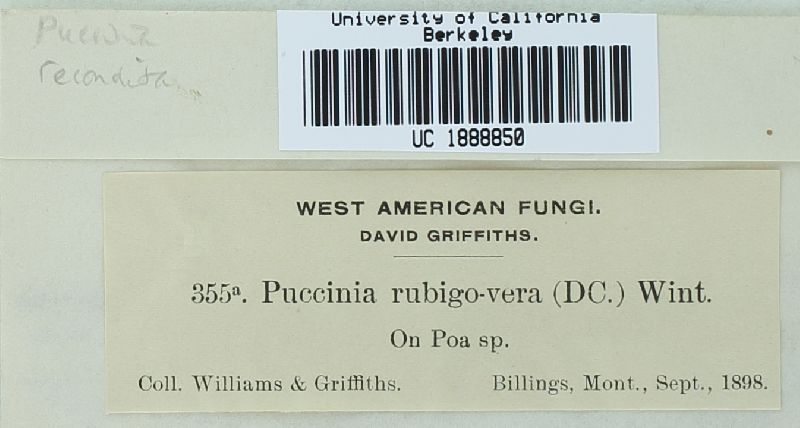 Puccinia
recondita
University of California
Berkeley
UC 1888850
WEST AMERICAN FUNGI.
DAVID GRIFFITHS.
355a. Puccinia rubigo-vera (DC.) Wint.
On Poa sp.
Coll. Williams & Griffiths. Billings, Mont., Sept., 1898.